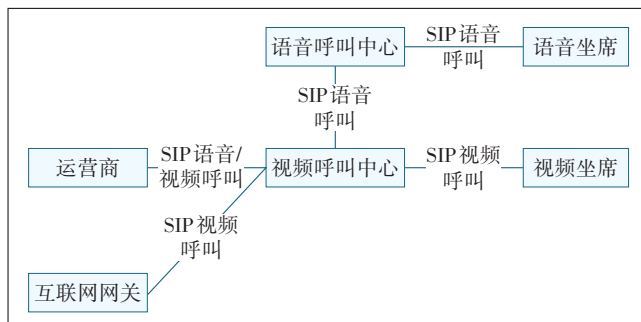 语音呼叫中心
SIP语音
呼叫
语音坐席
SIP语音
呼叫
运营商
SIP语音/
视频呼叫
视频呼叫中心
SIP视频
呼叫
视频坐席
SIP视频
呼叫
互联网网关